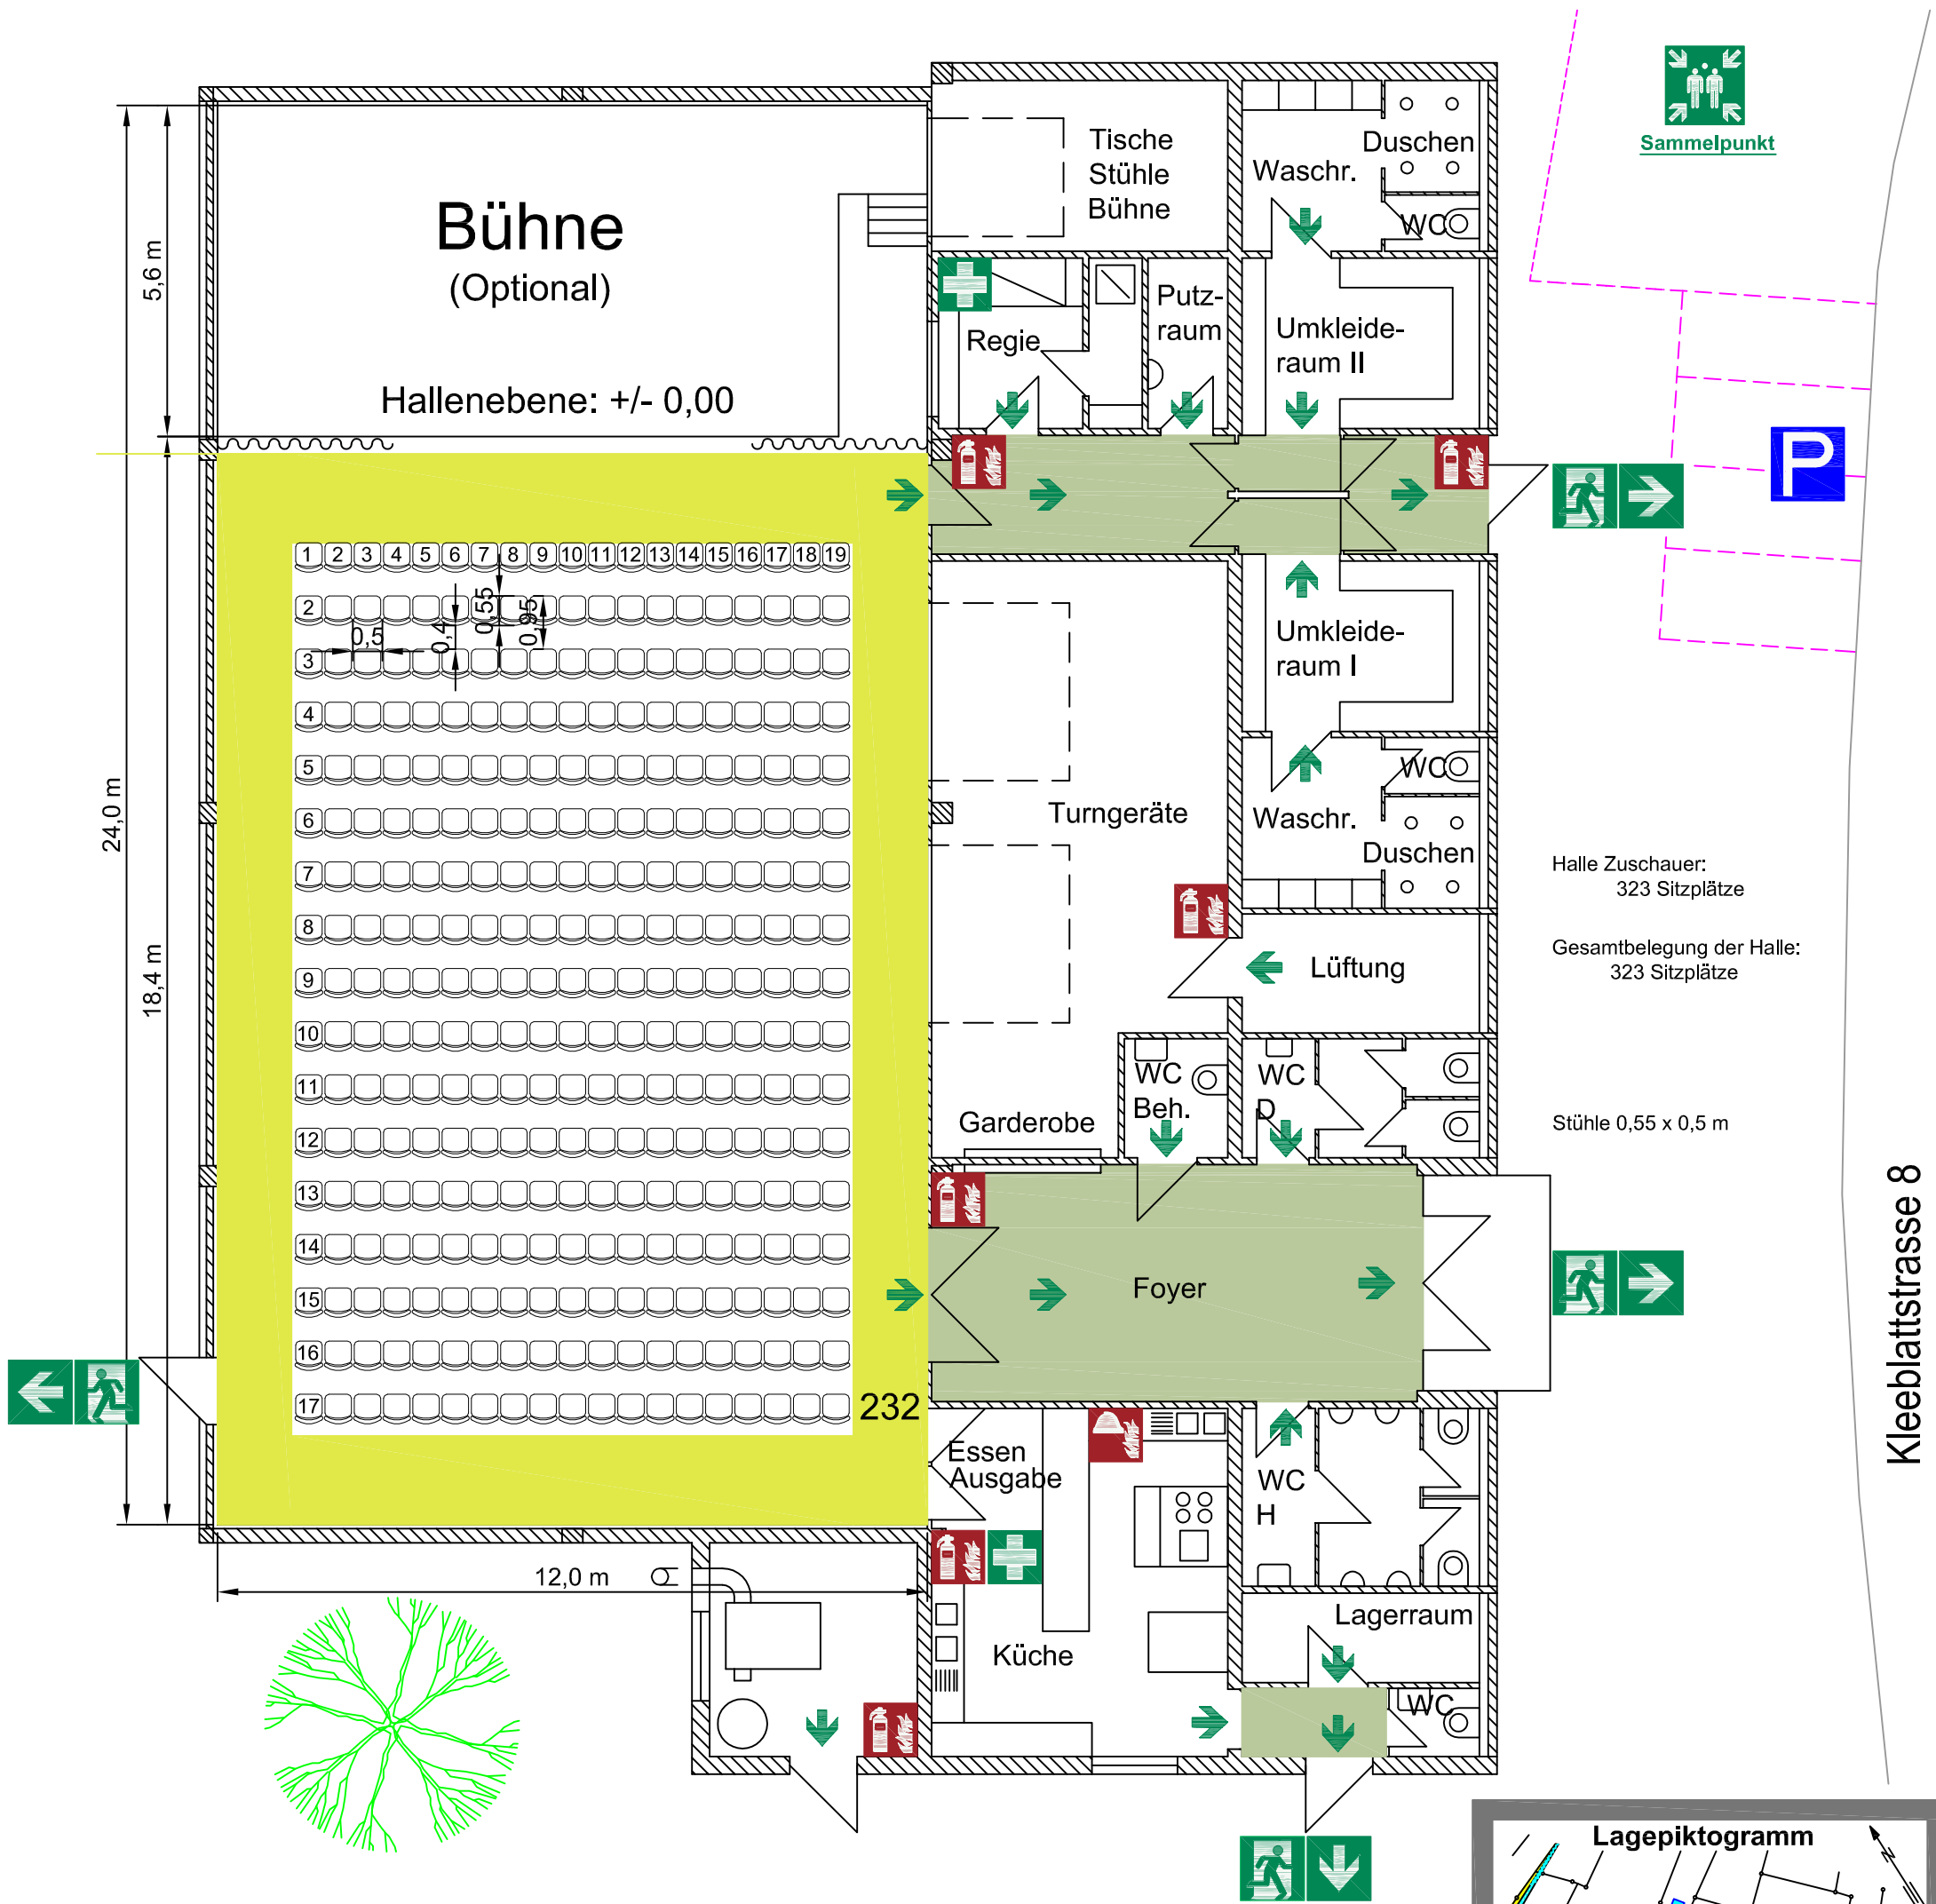 Sammelpunkt
Tische
Stühle
Bühne
Waschr.
Duschen
WC
Bühne
(Optional)
5,6 m
Putz-
raum
Regie
Umkleide-
raum II
Hallenebene: +/- 0,00
P
1 2 3 4 5 6 7 8 9 10 11 12 13 14 15 16 17 18 19
2
0,5
0,4
0,55
0,95
3
Umkleide-
raum I
4
5
WC
24,0 m
6
Turngeräte
Waschr.
Duschen
7
Halle Zuschauer:
323 Sitzplätze
8
18,4 m
9
Lüftung
Gesamtbelegung der Halle:
323 Sitzplätze
10
11
WC
Beh.
WC
D
12
Garderobe
Stühle 0,55 x 0,5 m
13
14
15
Foyer
Kleeblattstrasse 8
16
17
232
Essen
Ausgabe
WC
H
12,0 m
Küche
Lagerraum
WC
Lagepiktogramm
N